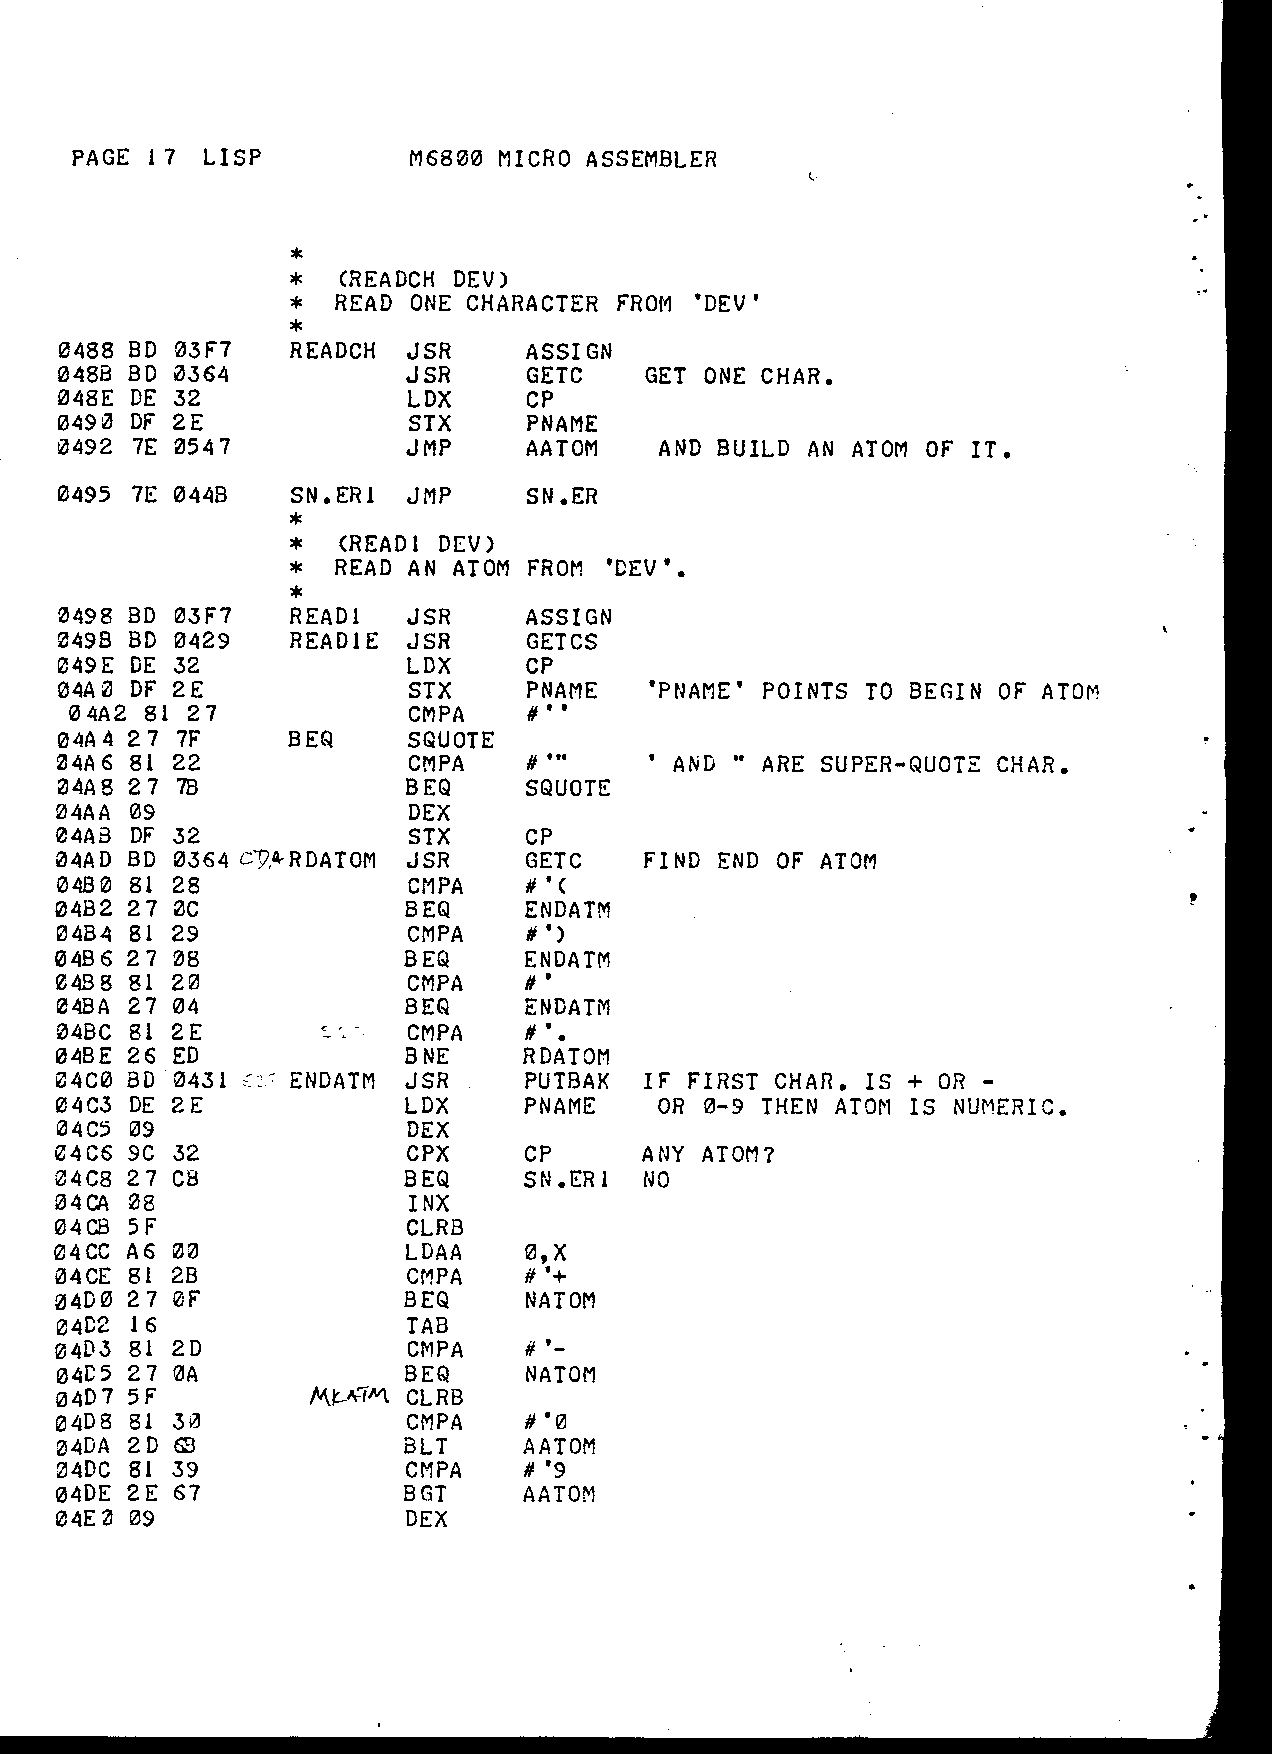 PAGE 17  LISP          M6800 MICRO ASSEMBLER
*
*  (READCH DEV)
*  READ ONE CHARACTER FROM 'DEV'
*
0488 BD 03F7    READCH  JSR     ASSIGN
048B BD 0364            JSR     GETC    GET ONE CHAR.
048E DE 32              LDX     CP
0490 DF 2E              STX     PNAME
0492 7E 0547            JMP     AATOM    AND BUILD AN ATOM OF IT.
0495 7E 044B    SN.ER1  JMP     SN.ER
*
*  (READ1 DEV)
*  READ AN ATOM FROM 'DEV'.
*
0498 BD 03F7    READ1   JSR     ASSIGN
049B BD 0429    READ1E  JSR     GETCS
049E DE 32              LDX     CP
04A0 DF 2E              STX     PNAME   'PNAME' POINTS TO BEGIN OF ATOM
04A2 81 27              CMPA    #''
04A4 27 7F      BEQ     SQUOTE
04A6 81 22              CMPA    #'"     ' AND " ARE SUPER-QUOTE CHAR.
04A8 27 7B              BEQ     SQUOTE
04AA 09                 DEX
04AB DF 32              STX     CP
04AD BD 0364    RDATOM  JSR     GETC    FIND END OF ATOM
04B0 81 28              CMPA    #'(
04B2 27 0C              BEQ     ENDATM
04B4 81 29              CMPA    #')
04B6 27 08              BEQ     ENDATM
04B8 81 20              CMPA    #'
04BA 27 04              BEQ     ENDATM
04BC 81 2E              CMPA    #'.
04BE 26 ED              BNE     RDATOM
04C0 BD 0431    ENDATM  JSR     PUTBAK  IF FIRST CHAR. IS + OR -
04C3 DE 2E              LDX     PNAME    OR 0-9 THEN ATOM IS NUMERIC.
04C5 09                 DEX
04C6 9C 32              CPX     CP      ANY ATOM?
04C8 27 CB              BEQ     SN.ER1  NO
04CA 08                 INX
04CB 5F                 CLRB
04CC A6 00              LDAA    0,X
04CE 81 2B              CMPA    #'+
04D0 27 0F              BEQ     NATOM
04D2 16                 TAB
04D3 81 2D              CMPA    #'-
04D5 27 0A              BEQ     NATOM
04D7 5F         MKATM   CLRB
04D8 81 30              CMPA    #'0
04DA 2D 6B              BLT     AATOM
04DC 81 39              CMPA    #'9
04DE 2E 67              BGT     AATOM
04E0 09                 DEX